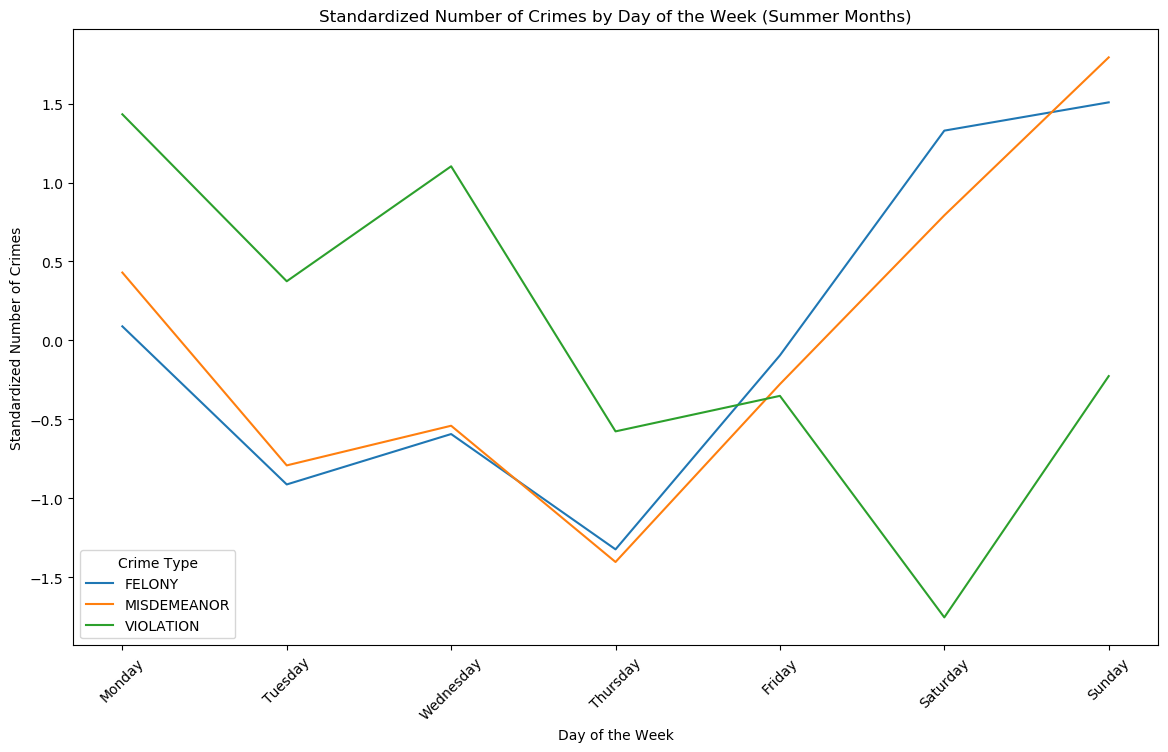 Standardized Number of Crimes by Day of the Week (Summer Months)
Standardized Number of Crimes
1.5
1.0
0.5
0.0
−0.5
−1.0
−1.5
Crime Type
FELONY
MISDEMEANOR
VIOLATION
Monday
Tuesday
Wednesday
Thursday
Friday
Saturday
Sunday
Day of the Week